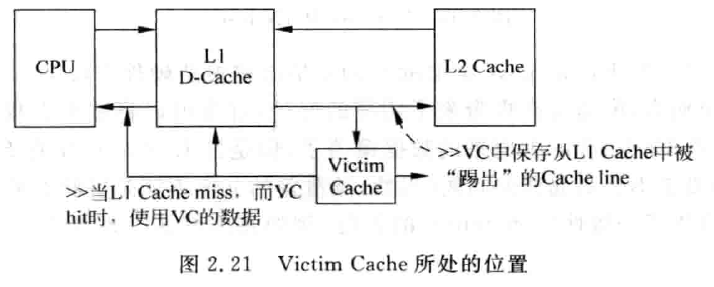 CPU
L1
D-Cache
L2 Cache
Victim
Cache
>>VC中保存从L1 Cache中被
“踢出”的Cache line
>>当L1 Cache miss，而VC
hit时，使用VC的数据
图 2.21 Victim Cache 所处的位置